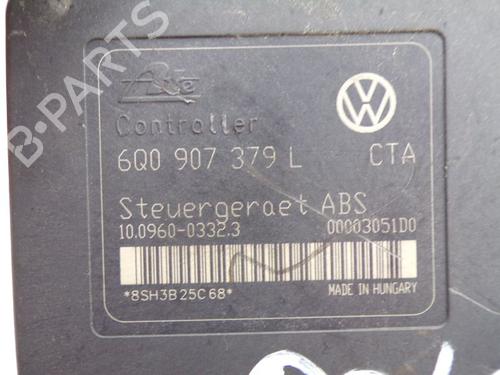 B-PARTS
Ate
Controller
6Q0 907 379 L CTA
Steuergeraet ABS
10.0960-0332.3 00003051D0
*8SH3B25C68*
MADE IN HUNGARY